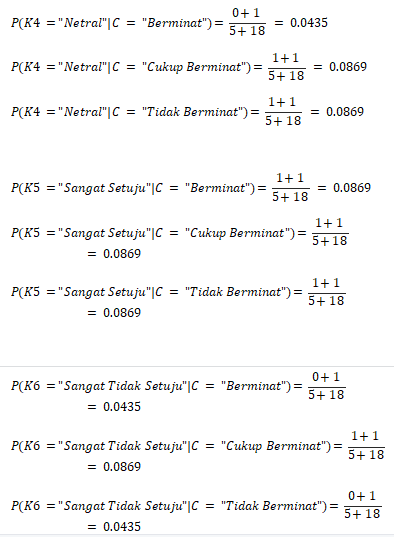 P(K4 ="Netral"|C = "Berminat")= (0+1)/(5+18) = 0.0435
P(K4 ="Netral"|C = "Cukup Berminat")= (1+1)/(5+18) = 0.0869
P(K4 ="Netral"|C = "Tidak Berminat")= (1+1)/(5+18) = 0.0869
P(K5 ="Sangat Setuju"|C = "Berminat")= (1+1)/(5+18) = 0.0869
P(K5 ="Sangat Setuju"|C = "Cukup Berminat")= (1+1)/(5+18)
= 0.0869
P(K5 ="Sangat Setuju"|C = "Tidak Berminat")= (1+1)/(5+18)
= 0.0869
P(K6 ="Sangat Tidak Setuju"|C = "Berminat")= (0+1)/(5+18)
= 0.0435
P(K6 ="Sangat Tidak Setuju"|C = "Cukup Berminat")= (1+1)/(5+18)
= 0.0869
P(K6 ="Sangat Tidak Setuju"|C = "Tidak Berminat")= (0+1)/(5+18)
= 0.0435